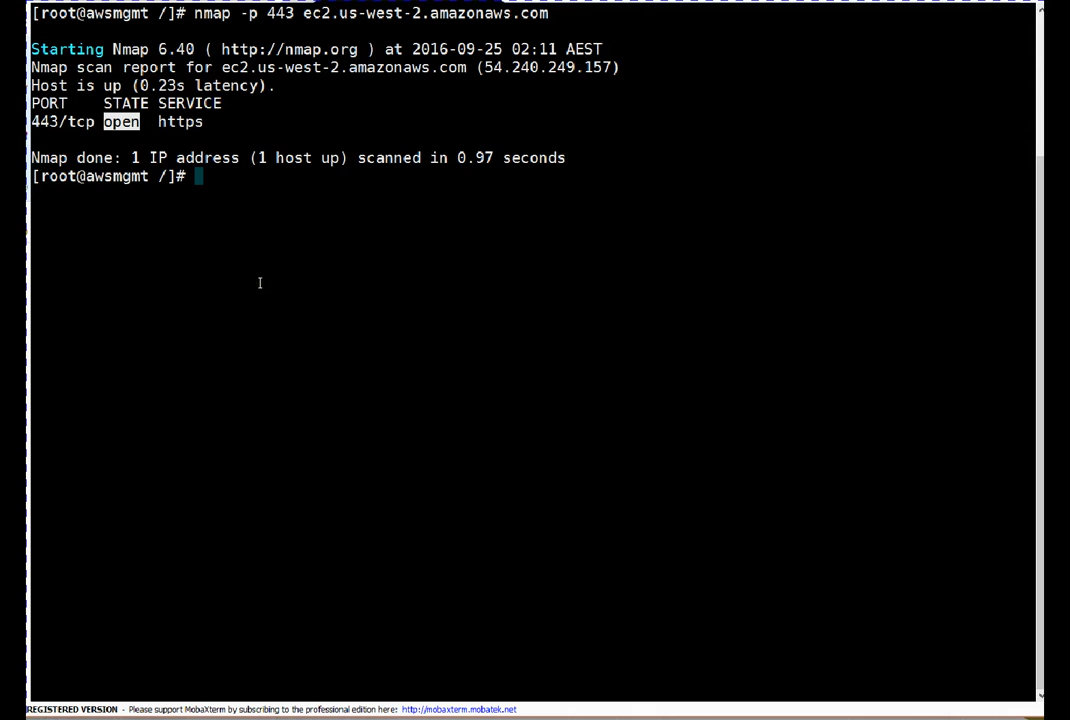 [root@awsmgmt /]# nmap -p 443 ec2.us-west-2.amazonaws.com
Starting Nmap 6.40 ( http://nmap.org ) at 2016-09-25 02:11 AEST
Nmap scan report for ec2.us-west-2.amazonaws.com (54.240.249.157)
Host is up (0.23s latency).
PORT    STATE SERVICE
443/tcp open  https
Nmap done: 1 IP address (1 host up) scanned in 0.97 seconds
[root@awsmgmt /]#
REGISTERED VERSION - Please support MobaXterm by subscribing to the professional edition here: http://mobaxterm.mobatek.net